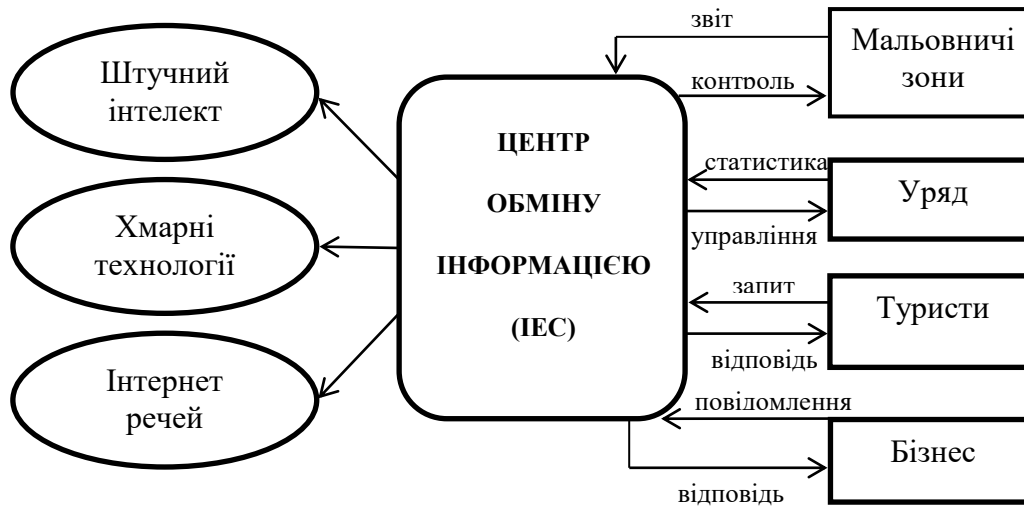 Штучний
інтелект
Хмарні
технології
Інтернет
речей
ЦЕНТР
ОБМІНУ
ІНФОРМАЦІЄЮ
(ІЕС)
звіт
контроль
Мальовничі
зони
статистика
управління
Уряд
запит
відповідь
Туристи
повідомлення
відповідь
Бізнес